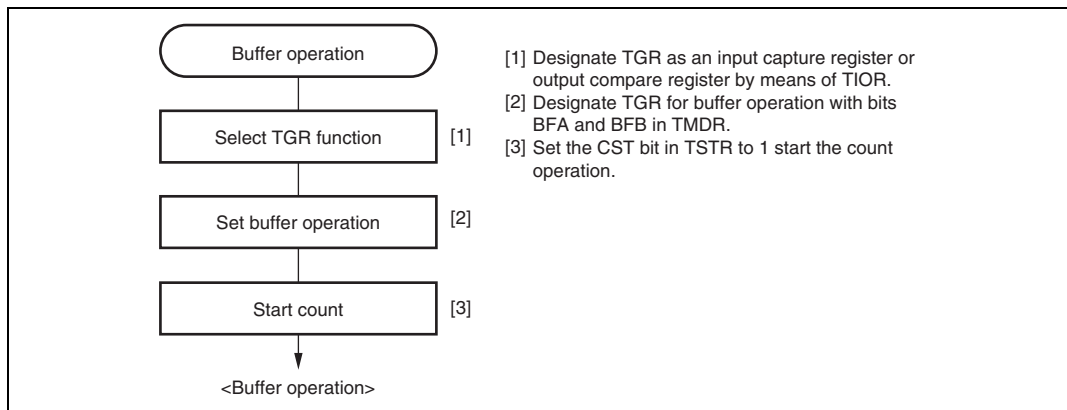 Buffer operation
Select TGR function
[1]
Set buffer operation
[2]
Start count
[3]
<Buffer operation>
[1] Designate TGR as an input capture register or
output compare register by means of TIOR.
[2] Designate TGR for buffer operation with bits
BFA and BFB in TMDR.
[3] Set the CST bit in TSTR to 1 start the count
operation.